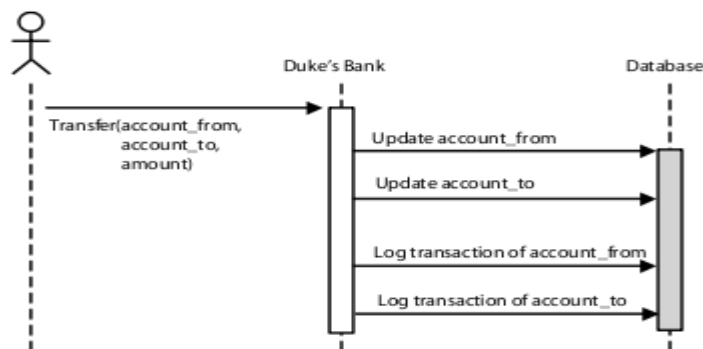 Duke's Bank
Database
Transfer(account_from,
account_to,
amount)
Update account_from
Update account_to
Log transaction of account_from
Log transaction of account_to